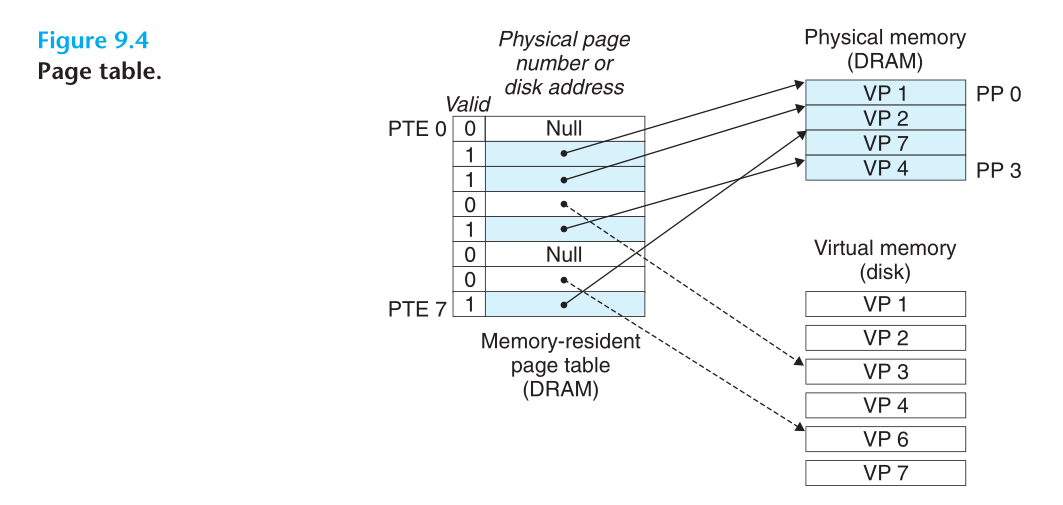 Figure 9.4
Page table.
Physical page
number or
disk address
Valid
PTE 0
0
Null
1
1
0
1
0
Null
0
PTE 7
1
Memory-resident
page table
(DRAM)
Physical memory
(DRAM)
VP 1
PP 0
VP 2
VP 7
VP 4
PP 3
Virtual memory
(disk)
VP 1
VP 2
VP 3
VP 4
VP 6
VP 7